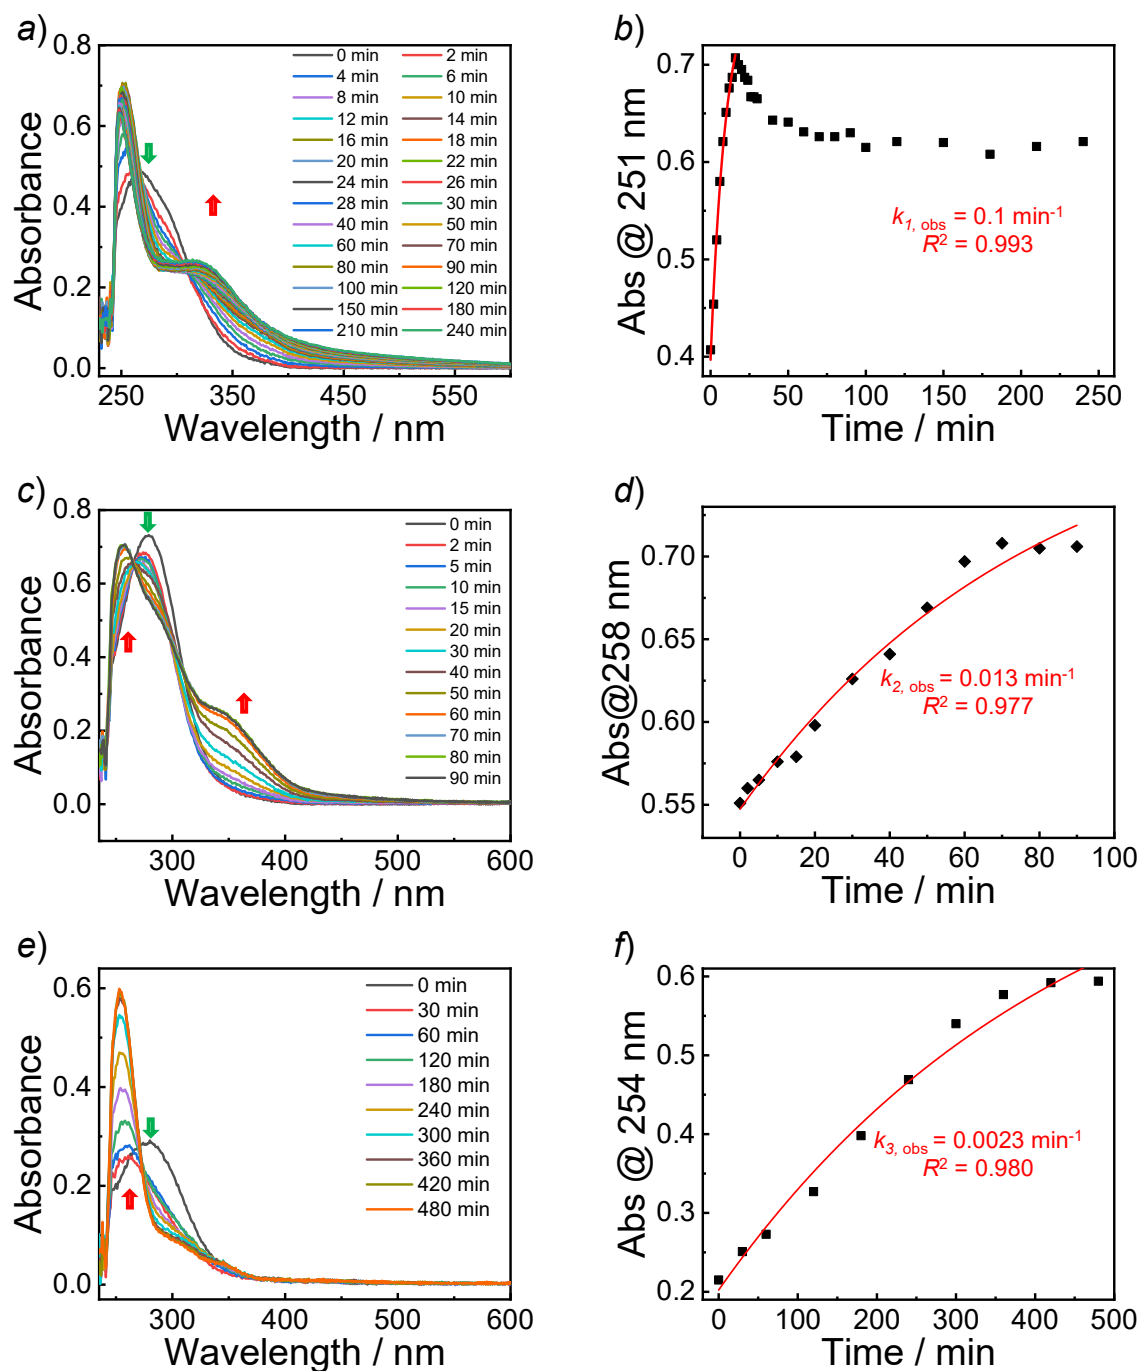 a)
Absorbance
0.8
0.6
0.4
0.2
0.0
0 min 2 min
4 min 6 min
8 min 10 min
12 min 14 min
16 min 18 min
20 min 22 min
24 min 26 min
28 min 30 min
40 min 50 min
60 min 70 min
80 min 90 min
100 min 120 min
150 min 180 min
210 min 240 min
250 350 450 550
Wavelength / nm
b)
Abs @ 251 nm
0.7
0.6
0.5
0.4
k1, obs = 0.1 min-1
R2 = 0.993
0 50 100 150 200 250
Time / min
c)
Absorbance
0.8
0.6
0.4
0.2
0.0
0 min
2 min
5 min
10 min
15 min
20 min
30 min
40 min
50 min
60 min
70 min
80 min
90 min
300 400 500 600
Wavelength / nm
d)
Abs@258 nm
0.70
0.65
0.60
0.55
k2, obs = 0.013 min-1
R2 = 0.977
0 20 40 60 80 100
Time / min
e)
Absorbance
0.6
0.4
0.2
0.0
0 min
30 min
60 min
120 min
180 min
240 min
300 min
360 min
420 min
480 min
300 400 500 600
Wavelength / nm
f)
Abs @ 254 nm
0.6
0.5
0.4
0.3
0.2
k3, obs = 0.0023 min-1
R2 = 0.980
0 100 200 300 400 500
Time / min